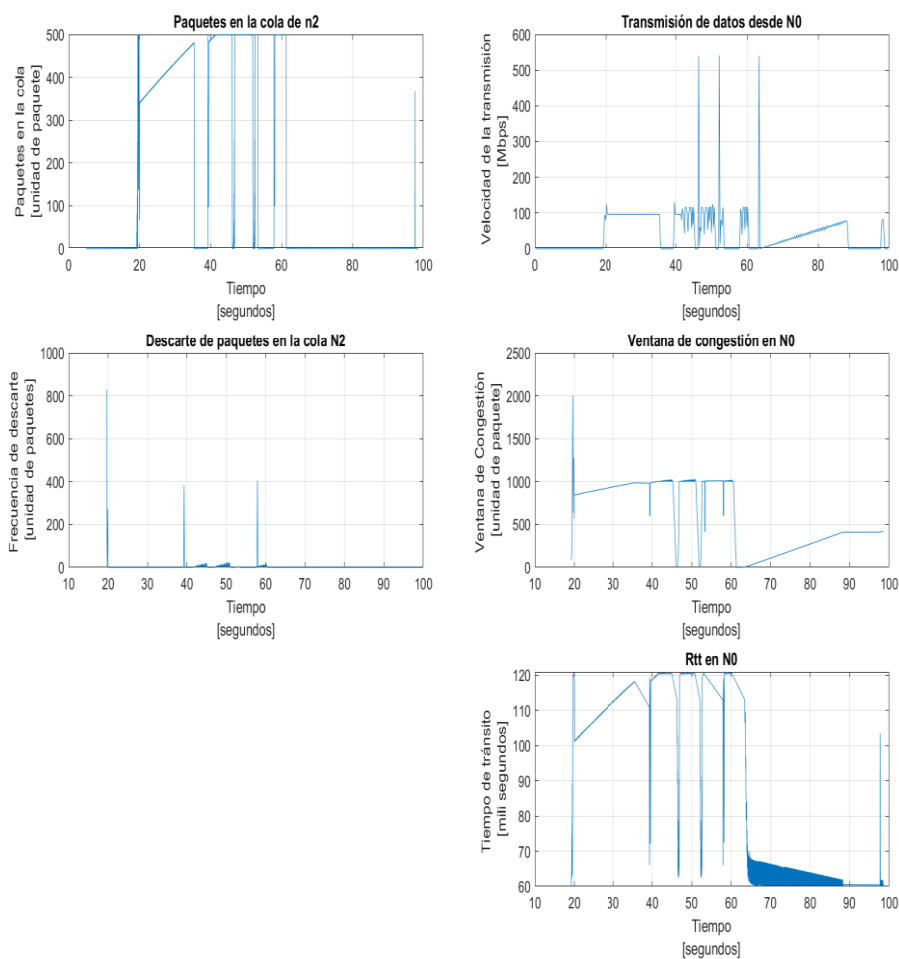 Paquetes en la cola de n2
Paquetes en la cola
[unidad de paquete]
500
400
300
200
100
0
0 20 40 60 80 100
Tiempo
[segundos]
Transmisión de datos desde N0
Velocidad de la transmisión
[Mbps]
600
500
400
300
200
100
0
0 20 40 60 80 100
Tiempo
[segundos]
Descarte de paquetes en la cola N2
Frecuencia de descarte
[unidad de paquetes]
1000
800
600
400
200
0
10 20 30 40 50 60 70 80 90 100
Tiempo
[segundos]
Ventana de congestión en N0
Ventana de Congestión
[unidad de paquete]
2500
2000
1500
1000
500
0
10 20 30 40 50 60 70 80 90 100
Tiempo
[segundos]
Rtt en N0
Tiempo de tránsito
[mili segundos]
120
110
100
90
80
70
60
10 20 30 40 50 60 70 80 90 100
Tiempo
[segundos]